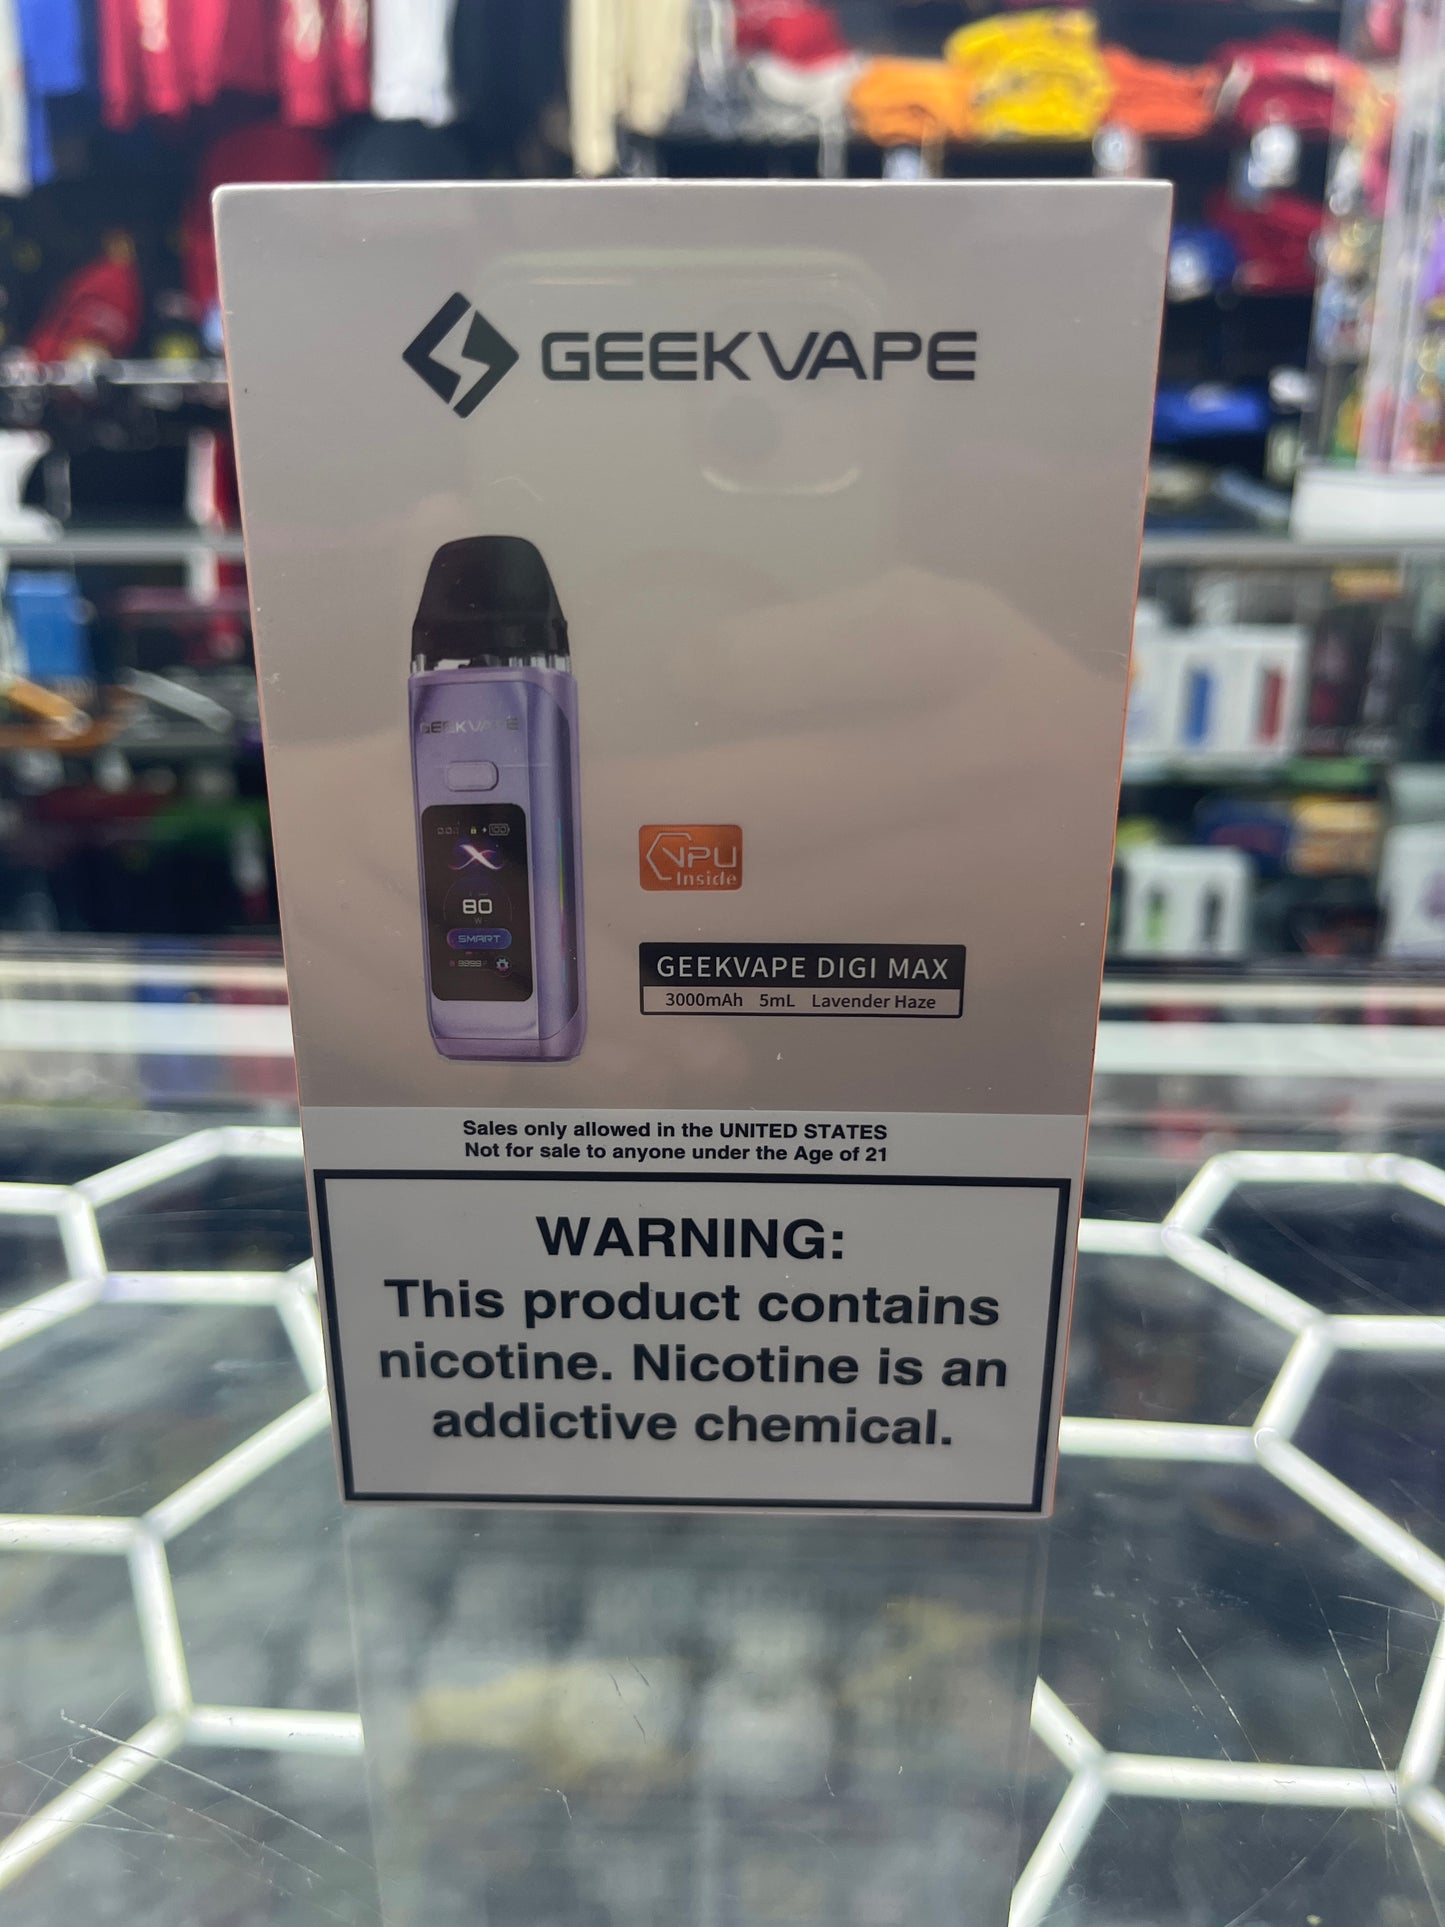 GEEKVAPE
GEEKVAPE
100
80
W
SMART
9999
VPU
Inside
GEEKVAPE DIGI MAX
3000mAh 5mL Lavender Haze
Sales only allowed in the UNITED STATES
Not for sale to anyone under the Age of 21
WARNING:
This product contains
nicotine. Nicotine is an
addictive chemical.